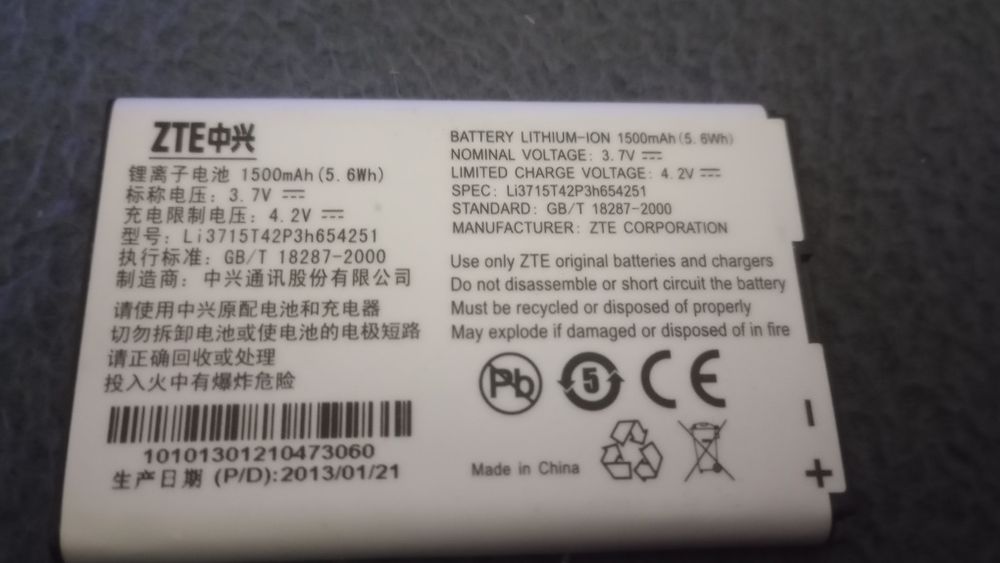 ZTE中兴
锂离子电池 1500mAh(5.6Wh)
标称电压: 3.7V
充电限制电压: 4.2V
型号: Li3715T42P3h654251
执行标准: GB/T 18287-2000
制造商: 中兴通讯股份有限公司
请使用中兴原配电池和充电器
切勿拆卸电池或使电池的电极短路
请正确回收或处理
投入火中有爆炸危险
10101301210473060
生产日期 (P/D):2013/01/21
BATTERY LITHIUM-ION 1500mAh(5.6Wh)
NOMINAL VOLTAGE: 3.7V
LIMITED CHARGE VOLTAGE: 4.2V
SPEC: Li3715T42P3h654251
STANDARD: GB/T 18287-2000
MANUFACTURER: ZTE CORPORATION
Use only ZTE original batteries and chargers
Do not disassemble or short circuit the battery
Must be recycled or disposed of properly
May explode if damaged or disposed of in fire
Pb 5 CE
Made in China
-
+